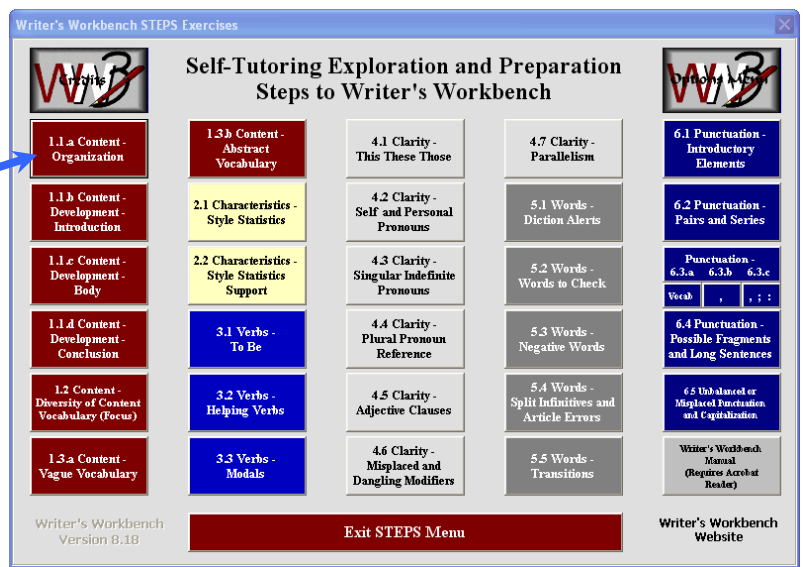 Writer's Workbench STEPS Exercises
Credits
Self-Tutoring Exploration and Preparation
Steps to Writer's Workbench
Options Menu
1.1.a Content -
Organization
1.1.b Content -
Development -
Introduction
1.1.c Content -
Development -
Body
1.1.d Content -
Development -
Conclusion
1.2 Content -
Diversity of Content
Vocabulary (Focus)
1.3.a Content -
Vague Vocabulary
1.3.b Content -
Abstract
Vocabulary
2.1 Characteristics -
Style Statistics
2.2 Characteristics -
Style Statistics
Support
3.1 Verbs -
To Be
3.2 Verbs -
Helping Verbs
3.3 Verbs -
Modals
4.1 Clarity -
This These Those
4.2 Clarity -
Self and Personal
Pronouns
4.3 Clarity -
Singular Indefinite
Pronouns
4.4 Clarity -
Plural Pronoun
Reference
4.5 Clarity -
Adjective Clauses
4.6 Clarity -
Misplaced and
Dangling Modifiers
4.7 Clarity -
Parallelism
5.1 Words -
Diction Alerts
5.2 Words -
Words to Check
5.3 Words -
Negative Words
5.4 Words -
Split Infinitives and
Article Errors
5.5 Words -
Transitions
6.1 Punctuation -
Introductory
Elements
6.2 Punctuation -
Pairs and Series
Punctuation -
6.3.a 6.3.b 6.3.c
Vocab , , ; :
6.4 Punctuation -
Possible Fragments
and Long Sentences
6.5 Unbalanced or
Misplaced Punctuation
and Capitalization
Writer's Workbench
Manual
(Requires Acrobat
Reader)
Writer's Workbench
Version 8.18
Exit STEPS Menu
Writer's Workbench
Website